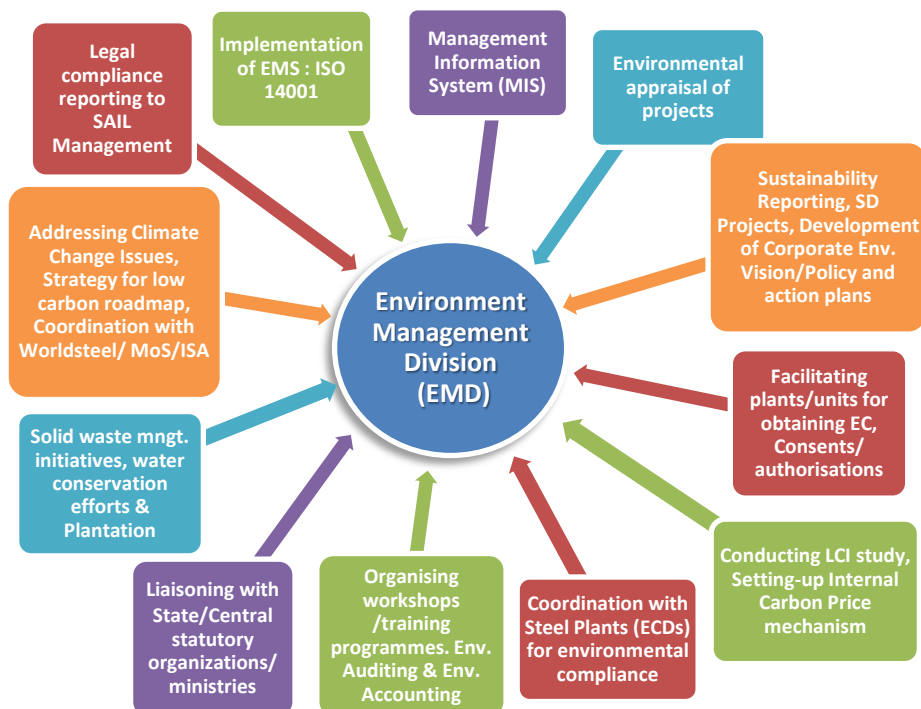 Legal
compliance
reporting to
SAIL
Management
Implementation
of EMS : ISO
14001
Management
Information
System (MIS)
Environmental
appraisal of
projects
Sustainability
Reporting, SD
Projects, Development
of Corporate Env.
Vision/Policy and
action plans
Addressing Climate
Change Issues,
Strategy for low
carbon roadmap,
Coordination with
Worldsteel/ MoS/ISA
Environment
Management
Division
(EMD)
Facilitating
plants/units for
obtaining EC,
Consents/
authorisations
Solid waste mngt.
initiatives, water
conservation
efforts &
Plantation
Liaisoning with
State/Central
statutory
organizations/
ministries
Organising
workshops
/training
programmes. Env.
Auditing & Env.
Accounting
Coordination with
Steel Plants (ECDs)
for environmental
compliance
Conducting LCI study,
Setting-up Internal
Carbon Price
mechanism